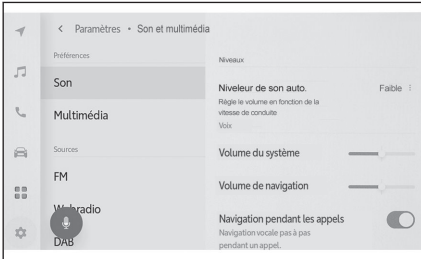 Paramètres • Son et multimédia
Préférences
Son
Multimédia
Sources
FM
Webradio
DAB
Niveaux
Niveleur de son auto.
Faible
Règle le volume en fonction de la
vitesse de conduite
Voix
Volume du système
Volume de navigation
Navigation pendant les appels
Navigation vocale pas à pas
pendant un appel.